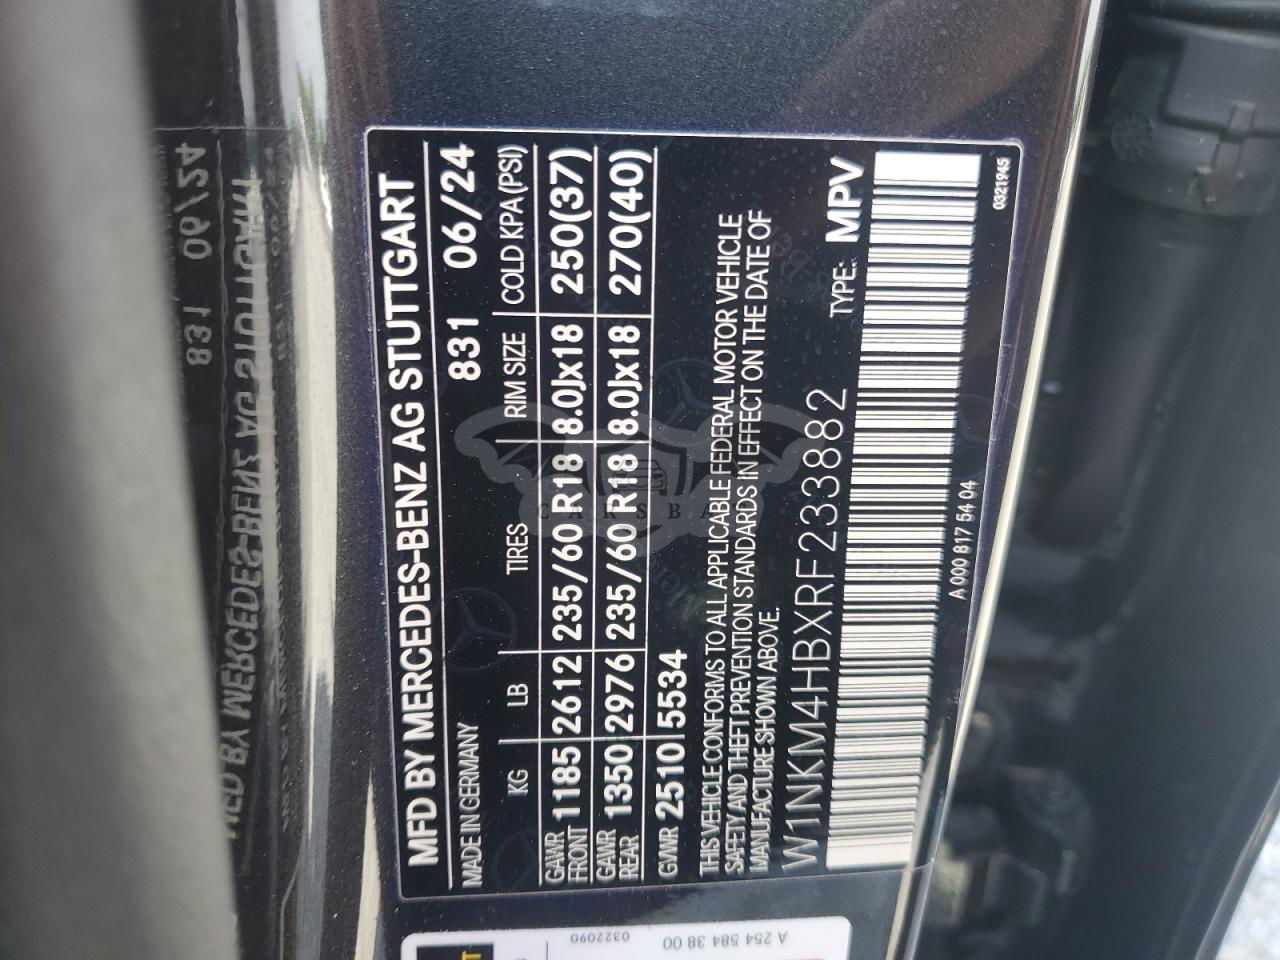 MFD BY MERCEDES-BENZ AG STUTTGART
MADE IN GERMANY 831 06/24
KG LB TIRES RIM SIZE COLD KPA(PSI)
GAWR FRONT 1185 2612 235/60 R18 8.0Jx18 250(37)
GAWR REAR 1350 2976 235/60 R18 8.0Jx18 270(40)
GVWR 2510 5534
THIS VEHICLE CONFORMS TO ALL APPLICABLE FEDERAL MOTOR VEHICLE
SAFETY AND THEFT PREVENTION STANDARDS IN EFFECT ON THE DATE OF
MANUFACTURE SHOWN ABOVE.
W1NKM4HBXRF233882 TYPE: MPV
A 000 817 54 04
0321945
A 254 584 38 00
0322090